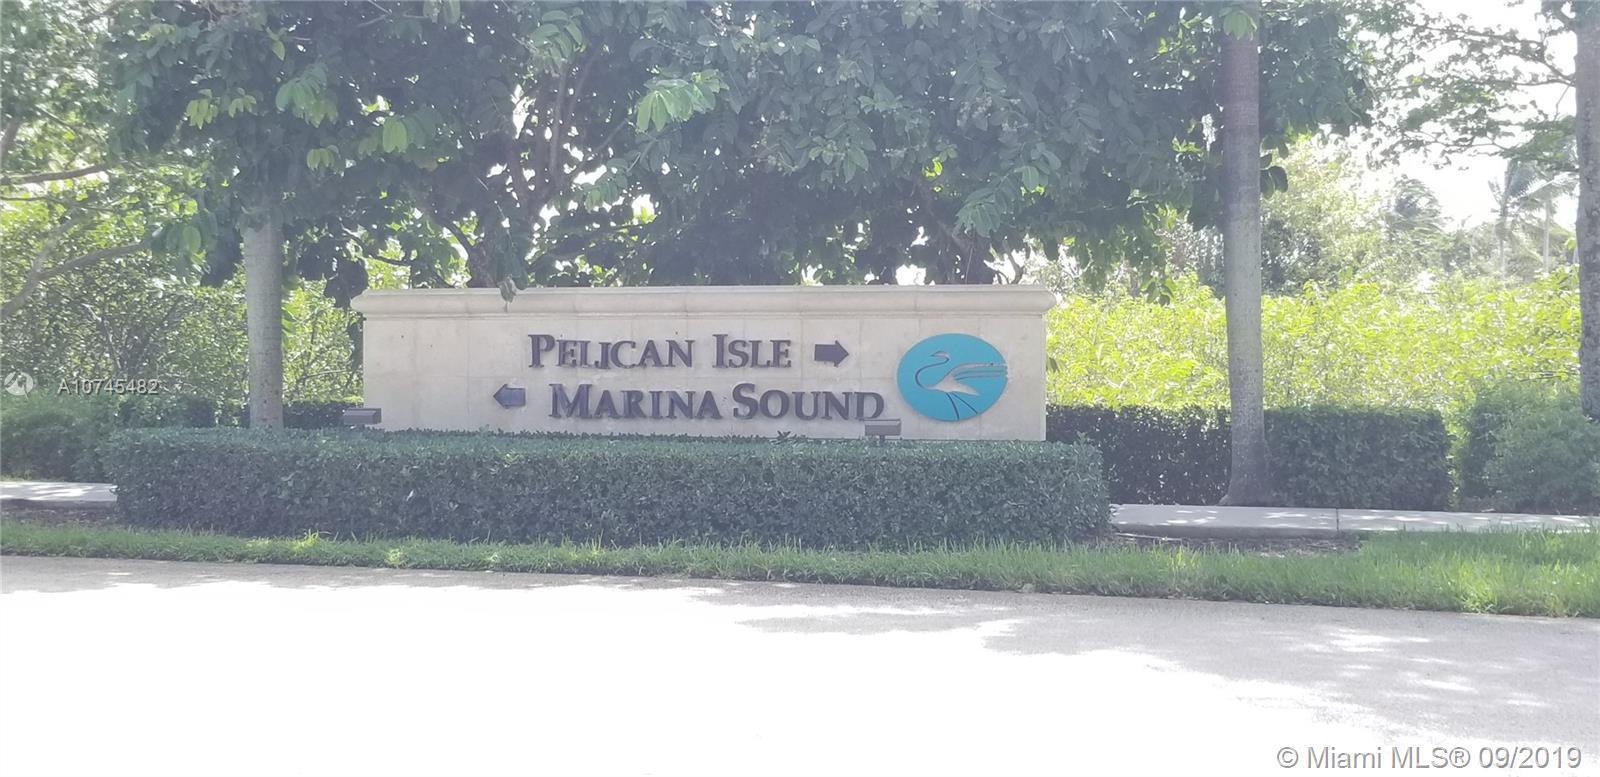 PELICAN ISLE
MARINA SOUND
A10745482
© Miami MLS® 09/2019